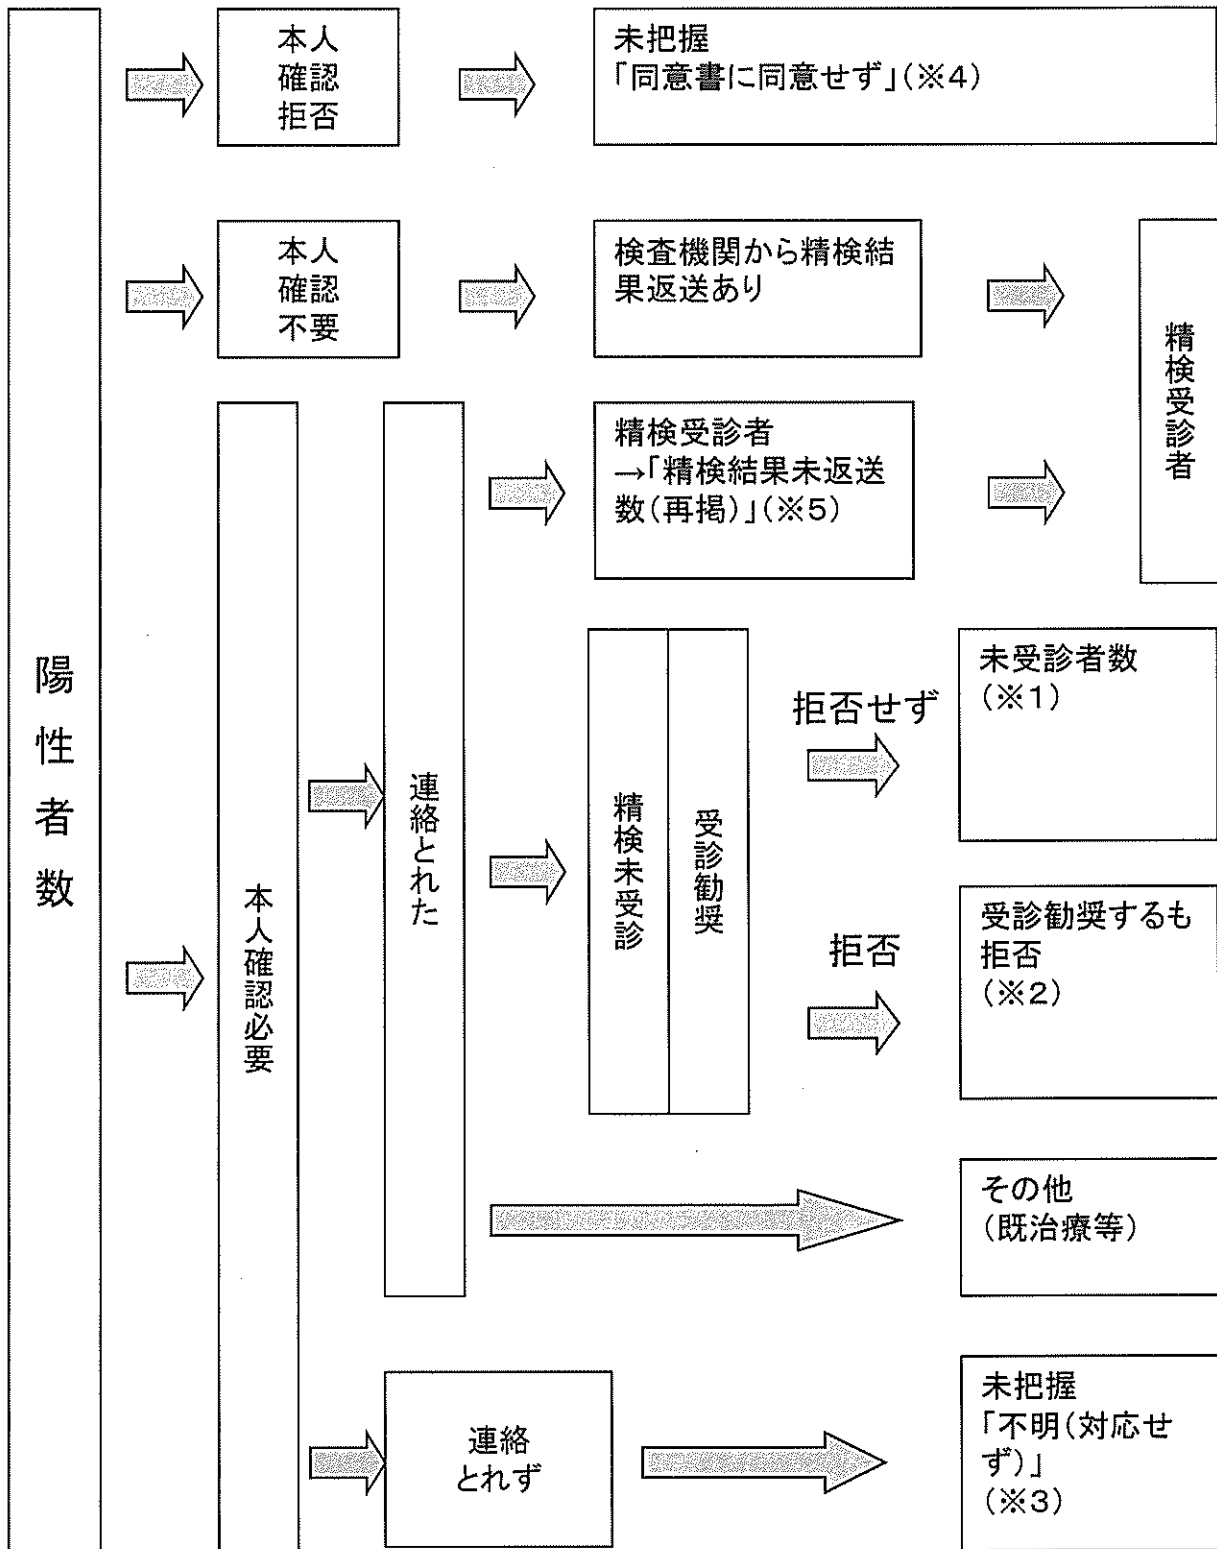 陽性者数
本人
確認
拒否
未把握
「同意書に同意せず」(※4)
本人
確認
不要
検査機関から精検結
果返送あり
精検受診者
本人確認必要
連絡とれた
精検受診者
→「精検結果未返送
数(再掲)」(※5)
精検未受診
受診勧奨
拒否せず
未受診者数
(※1)
拒否
受診勧奨するも
拒否
(※2)
その他
(既治療等)
連絡
とれず
未把握
「不明(対応せ
ず)」
(※3)